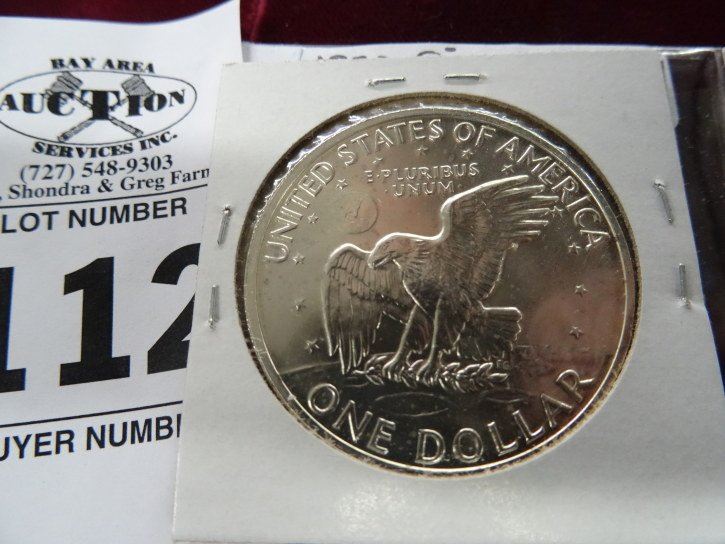 BAY AREA
AUCTION
SERVICES INC.
(727) 548-9303
, Shondra & Greg Farn
LOT NUMBER
112
UYER NUMB
UNITED STATES OF AMERICA
E·PLURIBUS
UNUM
ONE DOLLAR